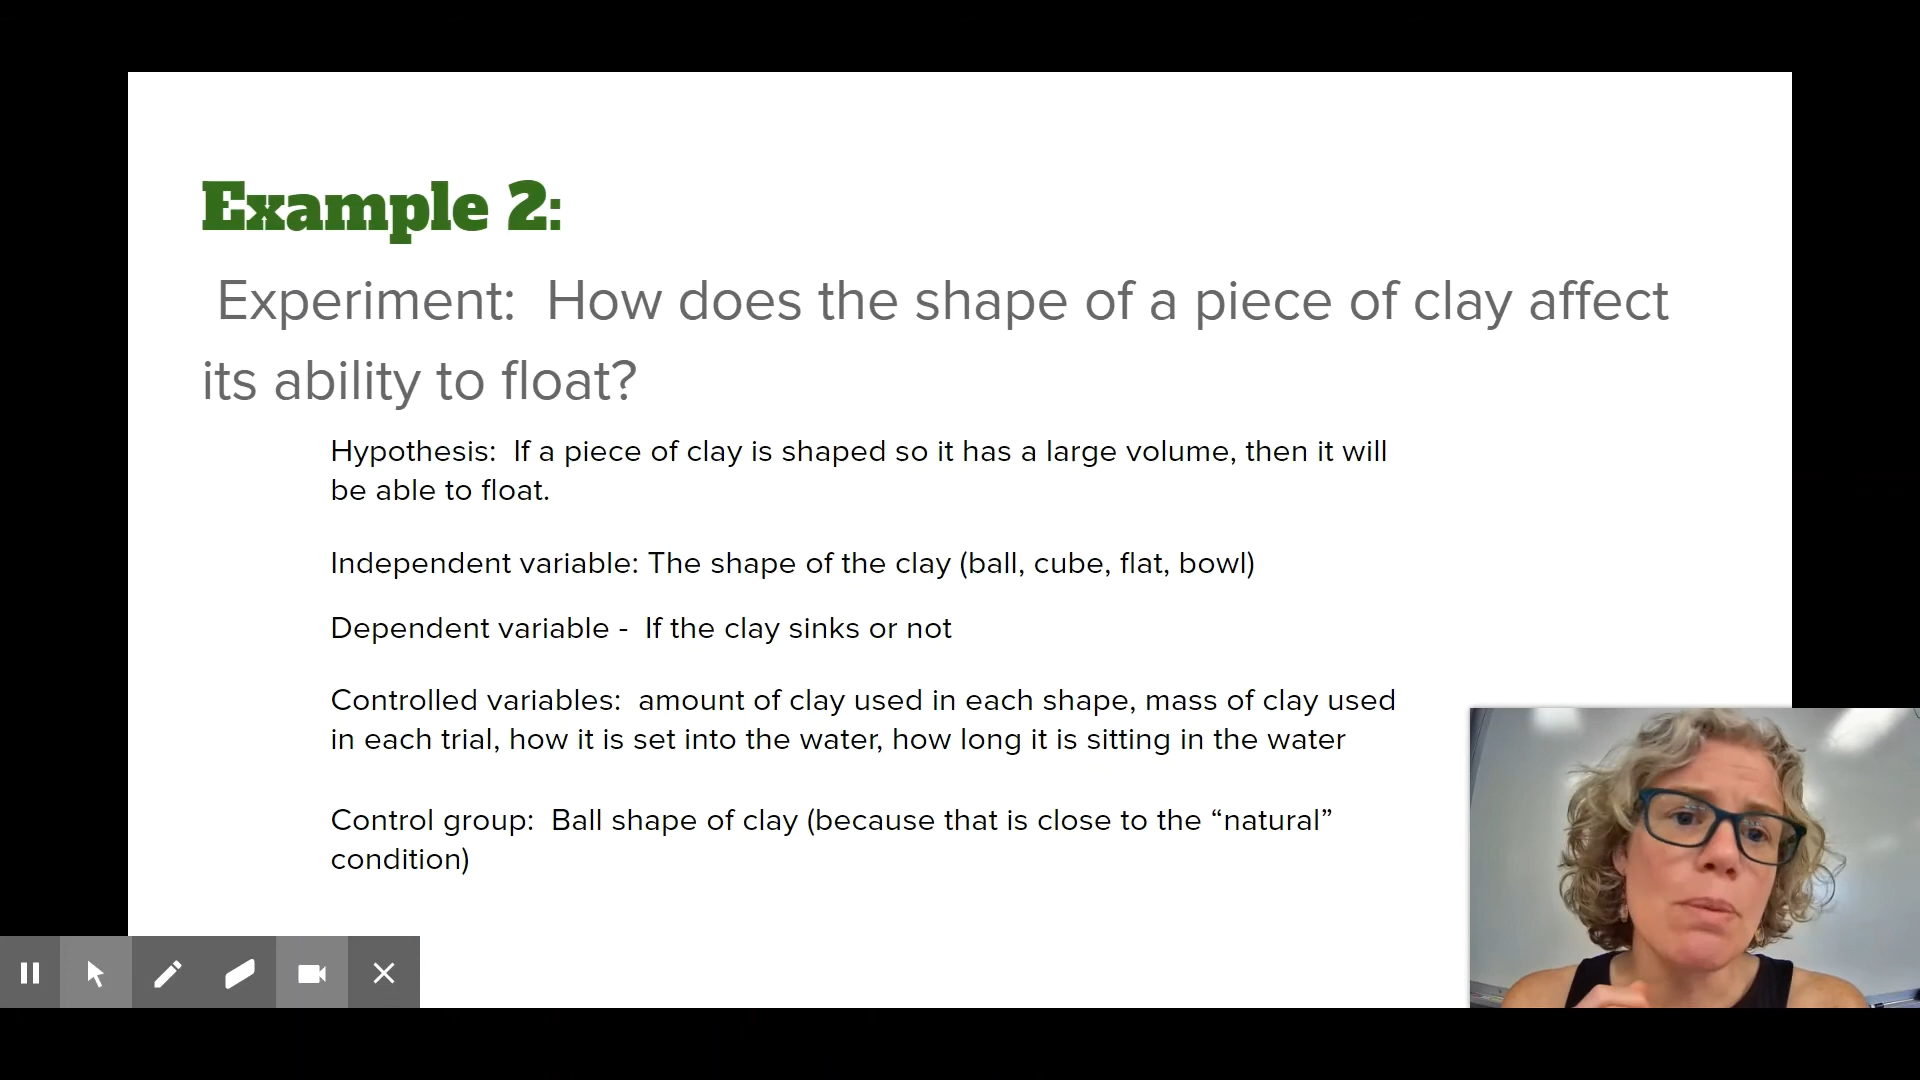 Example 2:
Experiment: How does the shape of a piece of clay affect
its ability to float?
Hypothesis: If a piece of clay is shaped so it has a large volume, then it will
be able to float.
Independent variable: The shape of the clay (ball, cube, flat, bowl)
Dependent variable - If the clay sinks or not
Controlled variables: amount of clay used in each shape, mass of clay used
in each trial, how it is set into the water, how long it is sitting in the water
Control group: Ball shape of clay (because that is close to the “natural”
condition)